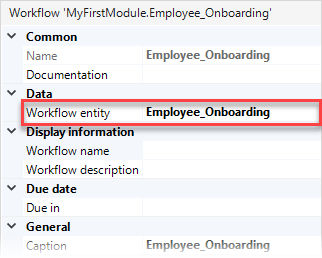 Workflow 'MyFirstModule.Employee_Onboarding'
Common
Name Employee_Onboarding
Documentation
Data
Workflow entity Employee_Onboarding
Display information
Workflow name
Workflow description
Due date
Due in
General
Caption Employee_Onboarding